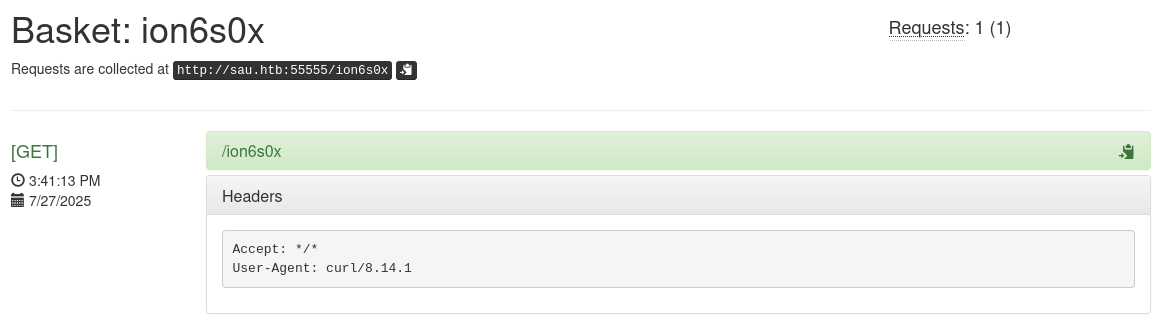 Basket: ion6s0x
Requests: 1 (1)
Requests are collected at http://sau.htb:55555/ion6s0x
[GET]
/ion6s0x
3:41:13 PM
7/27/2025
Headers
Accept: */*
User-Agent: curl/8.14.1